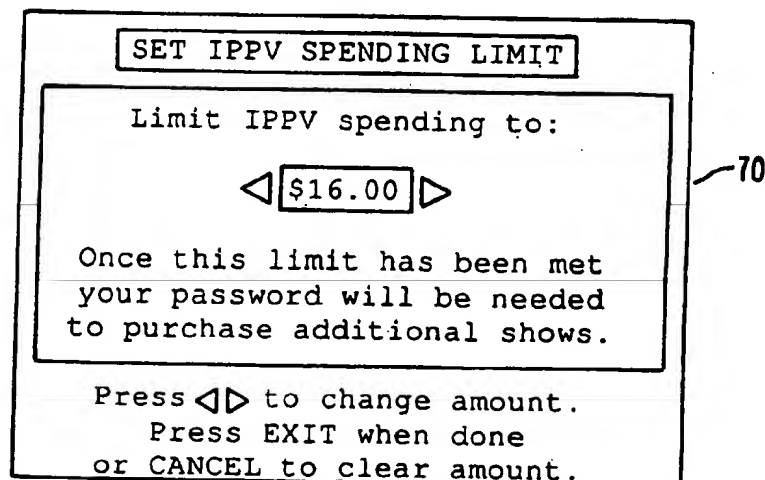 SET IPPV SPENDING LIMIT
Limit IPPV spending to:
◁ $16.00 ▷
70
Once this limit has been met
your password will be needed
to purchase additional shows.
Press ◁▷ to change amount.
Press EXIT when done
or CANCEL to clear amount.